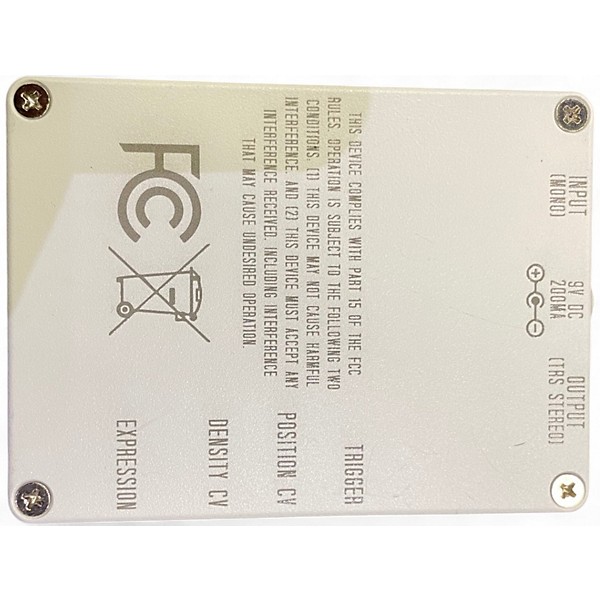 INPUT
(MONO)
9V DC
200MA
OUTPUT
(TRS STEREO)
THIS DEVICE COMPLIES WITH PART 15 OF THE FCC
RULES. OPERATION IS SUBJECT TO THE FOLLOWING TWO
CONDITIONS. (1) THIS DEVICE MAY NOT CAUSE HARMFUL
INTERFERENCE, AND (2) THIS DEVICE MUST ACCEPT ANY
INTERFERENCE RECEIVED, INCLUDING INTERFERENCE
THAT MAY CAUSE UNDESIRED OPERATION.
TRIGGER
POSITION CV
DENSITY CV
EXPRESSION
FC